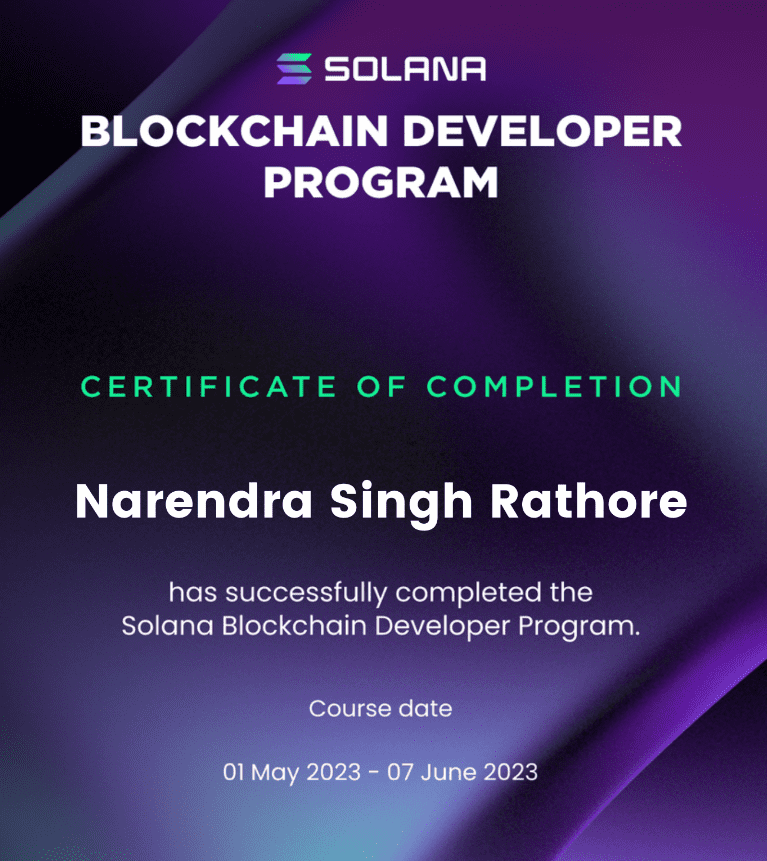 SOLANA
BLOCKCHAIN DEVELOPER
PROGRAM
CERTIFICATE OF COMPLETION
Narendra Singh Rathore
has successfully completed the
Solana Blockchain Developer Program.
Course date
01 May 2023 - 07 June 2023